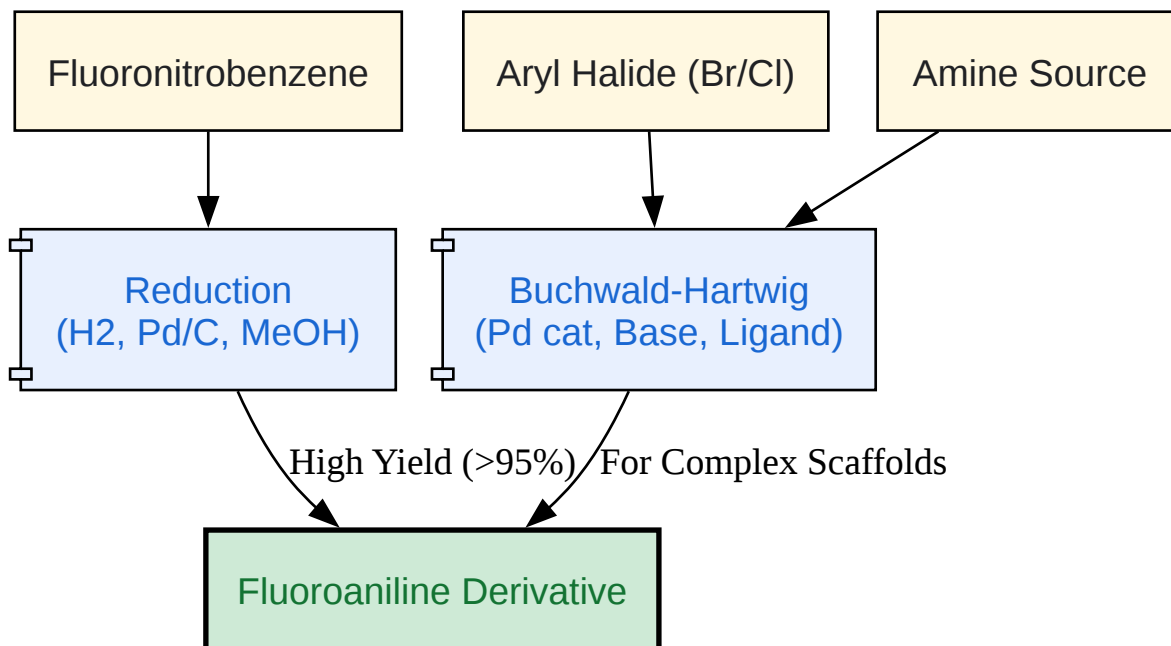 Fluoronitrobenzene
Aryl Halide (Br/Cl)
Amine Source
Reduction
(H2, Pd/C, MeOH)
Buchwald-Hartwig
(Pd cat, Base, Ligand)
High Yield (>95%)
For Complex Scaffolds
Fluoroaniline Derivative